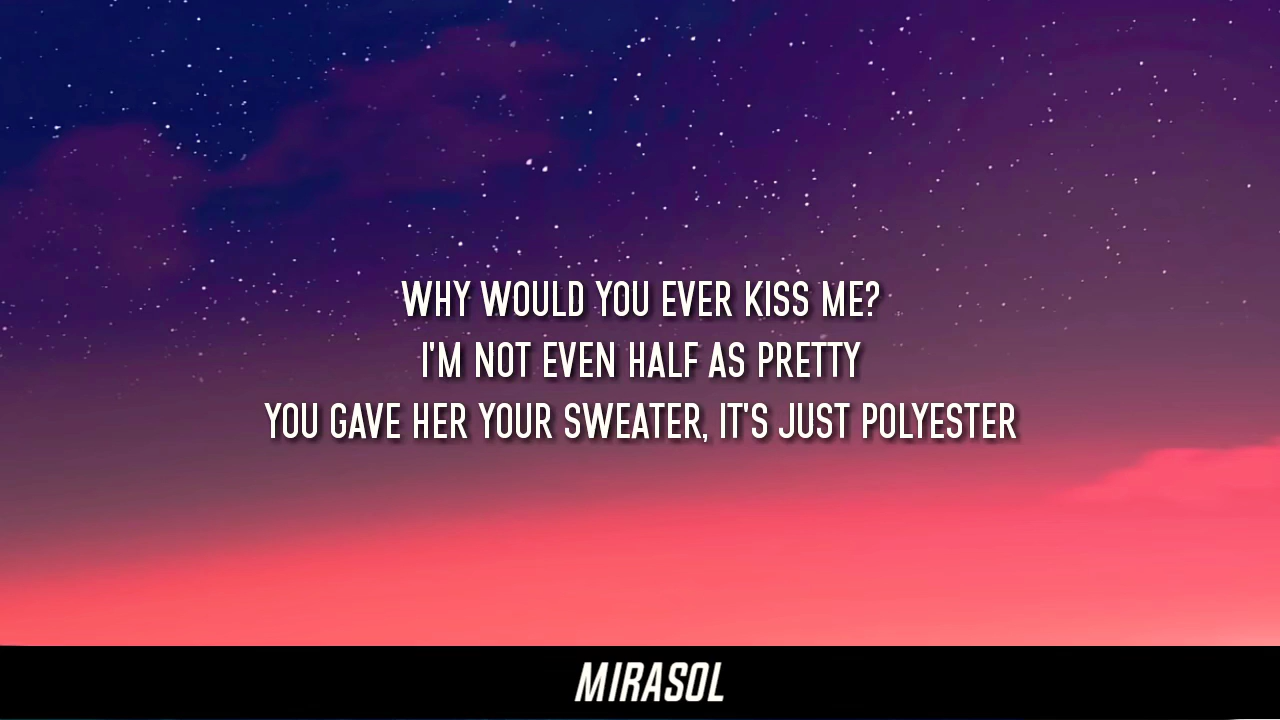 WHY WOULD YOU EVER KISS ME?
I'M NOT EVEN HALF AS PRETTY
YOU GAVE HER YOUR SWEATER, IT'S JUST POLYESTER
MIRASOL